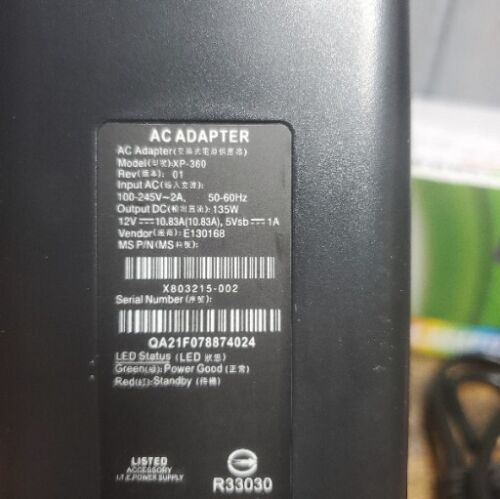 AC ADAPTER
AC Adapter(交換式電源供應器)
Model(型號):XP-360
Rev(版本): 01
Input AC(輸入交流):
100-245V~2A, 50-60Hz
Output DC(輸出直流):135W
12V⎓10.83A(10.83A), 5Vsb⎓1A
Vendor(廠商):E130168
MS P/N(MS料號):
X803215-002
Serial Number(序號):
QA21F078874024
LED Status (LED 狀態)
Green(綠):Power Good (正常)
Red(紅):Standby (待機)
LISTED
ACCESSORY
I.T.E.POWER SUPPLY
R33030